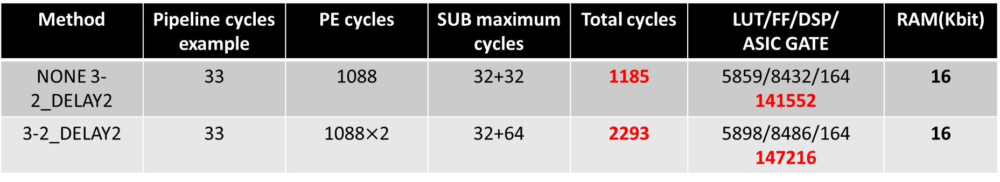 Method
Pipeline cycles
example
PE cycles
SUB maximum
cycles
Total cycles
LUT/FF/DSP/
ASIC GATE
RAM(Kbit)
NONE 3-
2_DELAY2
33
1088
32+32
1185
5859/8432/164
141552
16
3-2_DELAY2
33
1088×2
32+64
2293
5898/8486/164
147216
16